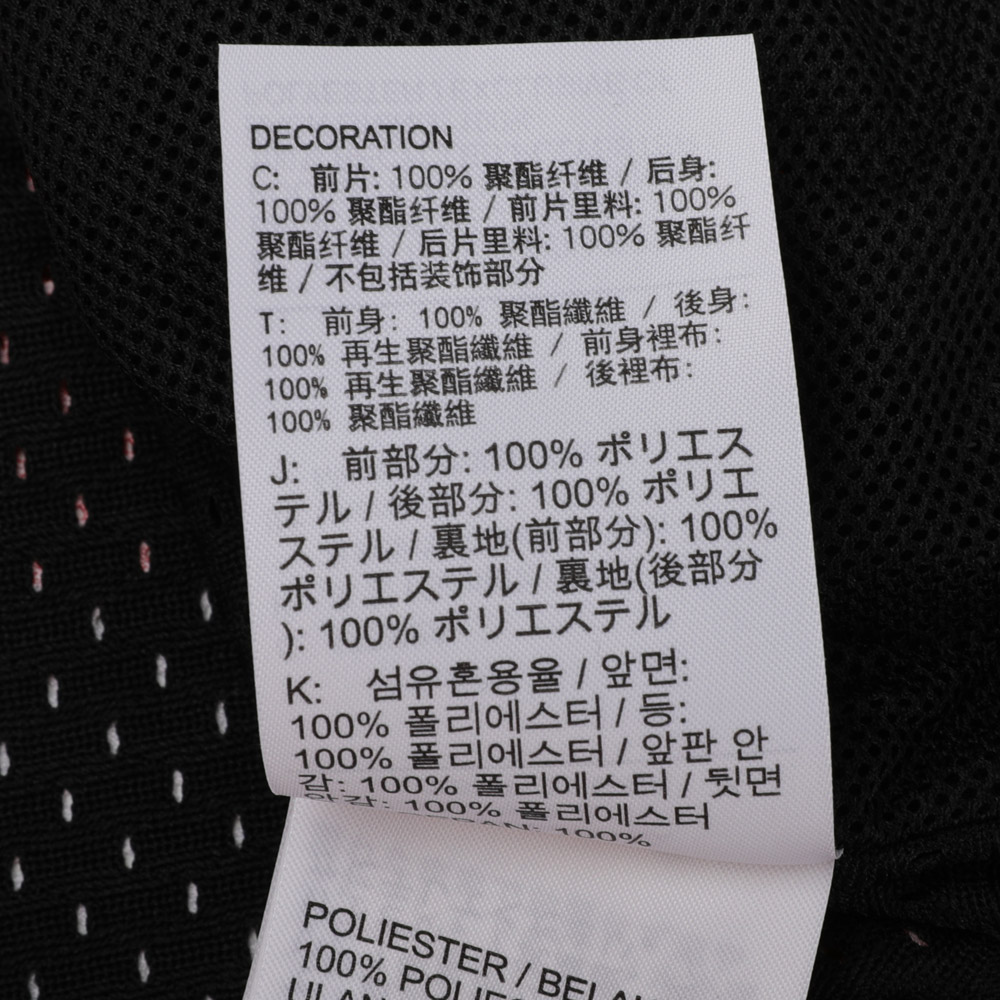 DECORATION
C: 前片: 100% 聚酯纤维 / 后身:
100% 聚酯纤维 / 前片里料: 100%
聚酯纤维 / 后片里料: 100% 聚酯纤
维 / 不包括装饰部分
T: 前身: 100% 聚酯纖維 / 後身:
100% 再生聚酯纖維 / 前身裡布:
100% 再生聚酯纖維 / 後裡布:
100% 聚酯纖維
J: 前部分: 100% ポリエス
テル / 後部分: 100% ポリエ
ステル / 裏地(前部分): 100%
ポリエステル / 裏地(後部分
): 100% ポリエステル
K: 섬유혼용율 / 앞면:
100% 폴리에스터 / 등:
100% 폴리에스터 / 앞판 안
감: 100% 폴리에스터 / 뒷면
안감: 100% 폴리에스터
100%
POLIESTER /
100%